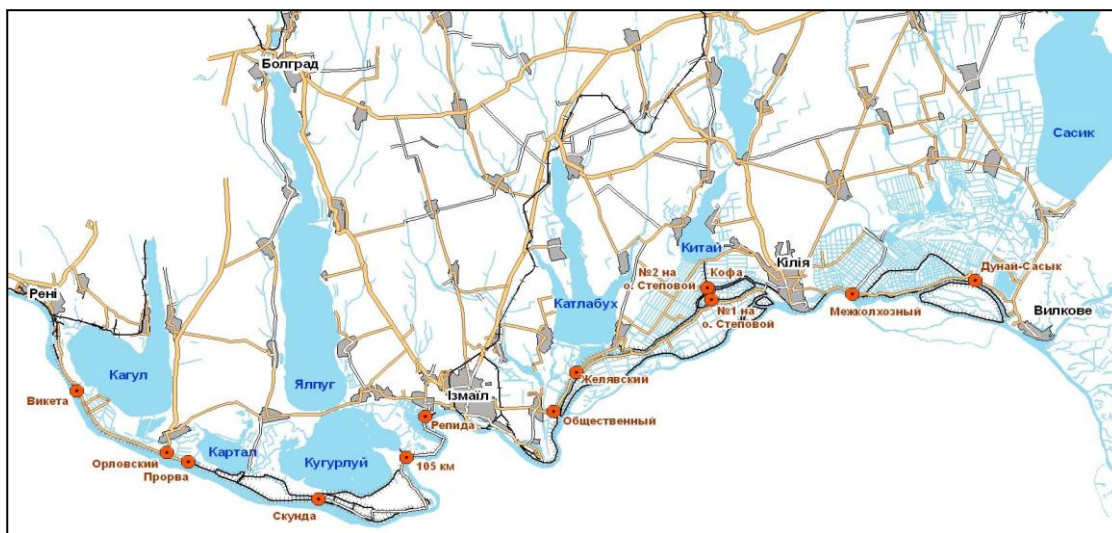 Болград
Сасик
Китай
Кілія
№2 на
о. Степовой
Кофа
Дунай-Сасык
Рені
Катлабух
№1 на
о. Степовой
Межколхозный
Вилкове
Кагул
Ялпуг
Желявский
Викета
Ізмаїл
Репида
Общественный
Картал
Орловский
Прорва
Кугурлуй
105 км
Скунда